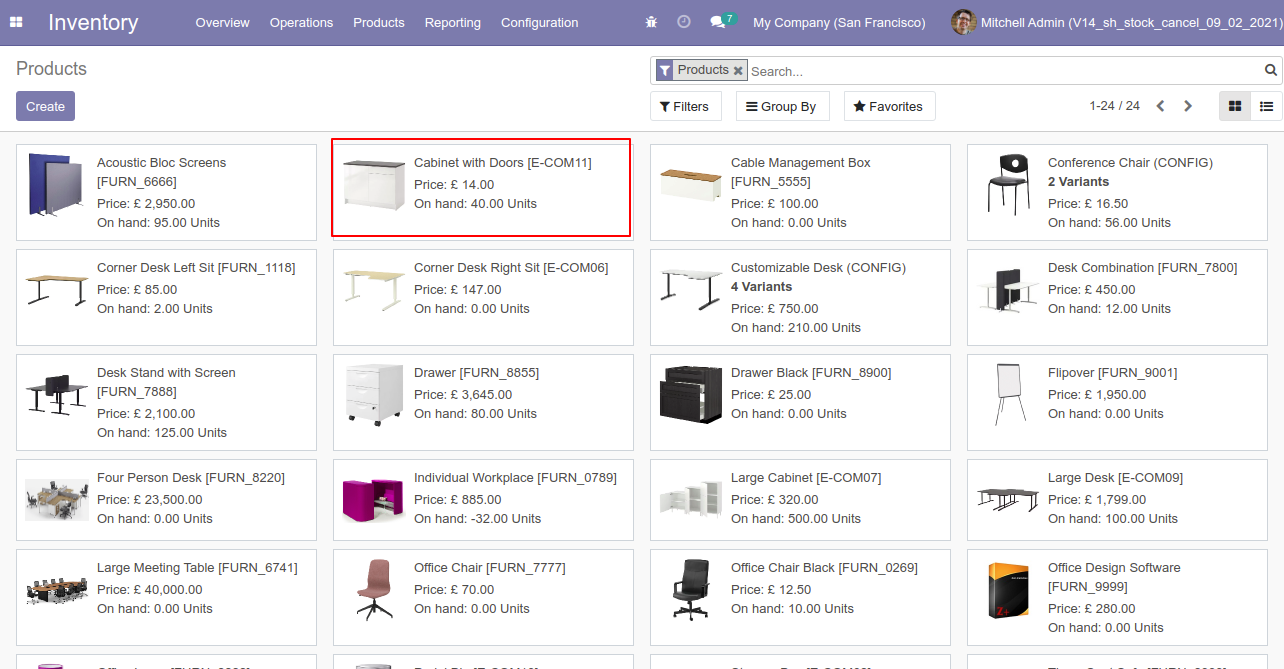 Inventory Overview Operations Products Reporting Configuration 7 My Company (San Francisco) Mitchell Admin (V14_sh_stock_cancel_09_02_2021)
Products
Products Search...
Create
Filters Group By Favorites 1-24 / 24
Acoustic Bloc Screens
[FURN_6666]
Price: £ 2,950.00
On hand: 95.00 Units
Cabinet with Doors [E-COM11]
Price: £ 14.00
On hand: 40.00 Units
Cable Management Box
[FURN_5555]
Price: £ 100.00
On hand: 0.00 Units
Conference Chair (CONFIG)
2 Variants
Price: £ 16.50
On hand: 56.00 Units
Corner Desk Left Sit [FURN_1118]
Price: £ 85.00
On hand: 2.00 Units
Corner Desk Right Sit [E-COM06]
Price: £ 147.00
On hand: 0.00 Units
Customizable Desk (CONFIG)
4 Variants
Price: £ 750.00
On hand: 210.00 Units
Desk Combination [FURN_7800]
Price: £ 450.00
On hand: 12.00 Units
Desk Stand with Screen
[FURN_7888]
Price: £ 2,100.00
On hand: 125.00 Units
Drawer [FURN_8855]
Price: £ 3,645.00
On hand: 80.00 Units
Drawer Black [FURN_8900]
Price: £ 25.00
On hand: 0.00 Units
Flipover [FURN_9001]
Price: £ 1,950.00
On hand: 0.00 Units
Four Person Desk [FURN_8220]
Price: £ 23,500.00
On hand: 0.00 Units
Individual Workplace [FURN_0789]
Price: £ 885.00
On hand: -32.00 Units
Large Cabinet [E-COM07]
Price: £ 320.00
On hand: 500.00 Units
Large Desk [E-COM09]
Price: £ 1,799.00
On hand: 100.00 Units
Large Meeting Table [FURN_6741]
Price: £ 40,000.00
On hand: 0.00 Units
Office Chair [FURN_7777]
Price: £ 70.00
On hand: 0.00 Units
Office Chair Black [FURN_0269]
Price: £ 12.50
On hand: 10.00 Units
Office Design Software
[FURN_9999]
Price: £ 280.00
On hand: 0.00 Units
Z+